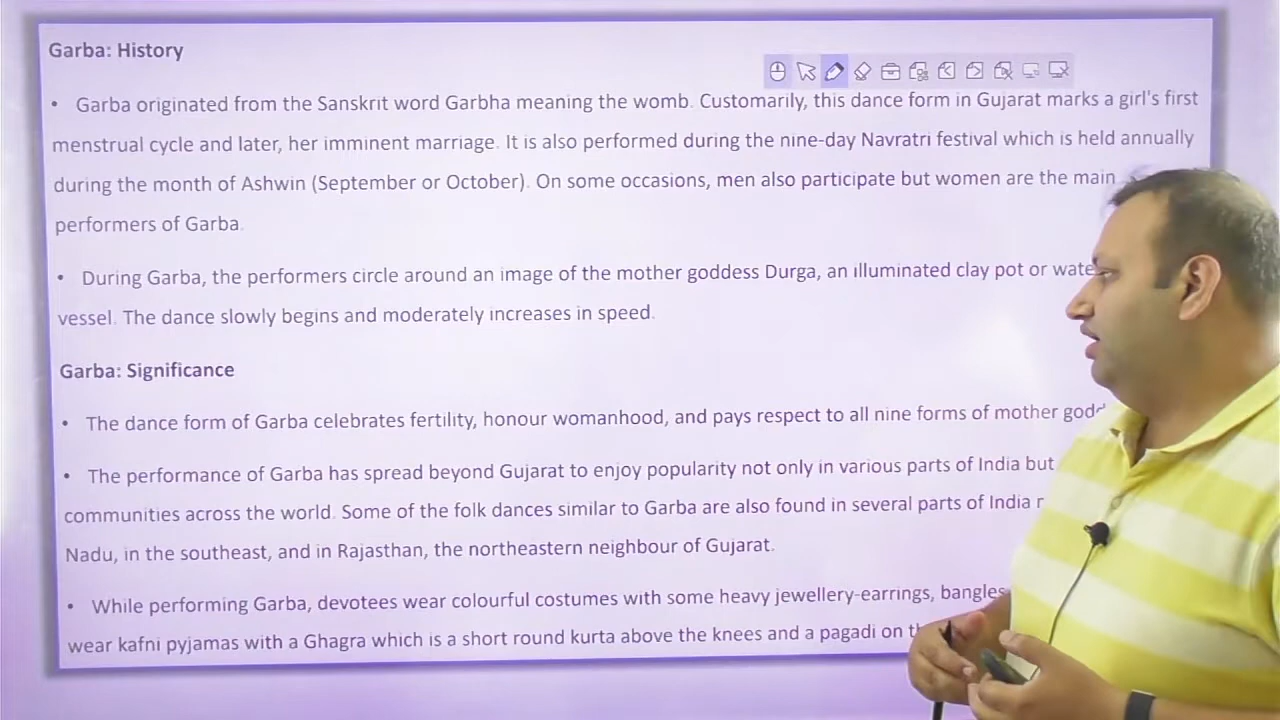 Garba: History
• Garba originated from the Sanskrit word Garbha meaning the womb. Customarily, this dance form in Gujarat marks a girl's first
menstrual cycle and later, her imminent marriage. It is also performed during the nine-day Navratri festival which is held annually
during the month of Ashwin (September or October). On some occasions, men also participate but women are the main
performers of Garba.
• During Garba, the performers circle around an image of the mother goddess Durga, an illuminated clay pot or
vessel. The dance slowly begins and moderately increases in speed.
Garba: Significance
• The dance form of Garba celebrates fertility, honour womanhood, and pays respect to all nine forms of mother
• The performance of Garba has spread beyond Gujarat to enjoy popularity not only in various parts of India but
communities across the world. Some of the folk dances similar to Garba are also found in several parts of India
Nadu, in the southeast, and in Rajasthan, the northeastern neighbour of Gujarat.
• While performing Garba, devotees wear colourful costumes with some heavy jewellery-earrings, bangles
wear kafni pyjamas with a Ghagra which is a short round kurta above the knees and a pagadi on